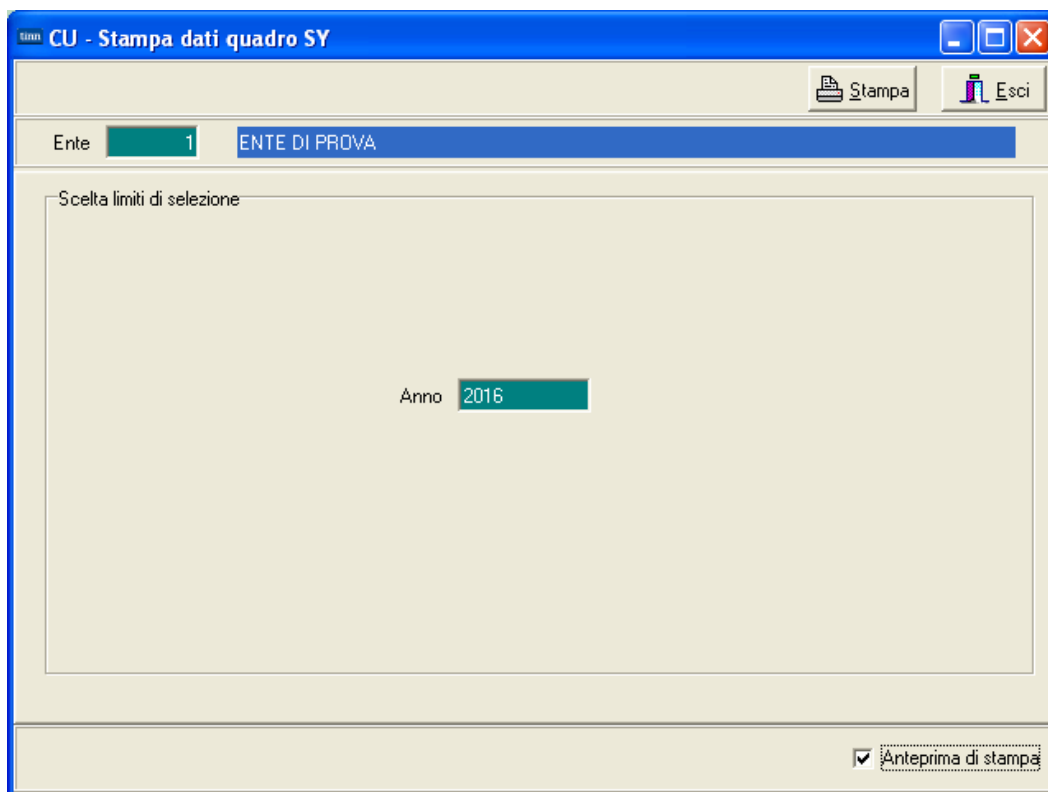 tinn CU - Stampa dati quadro SY
Stampa Esci
Ente 1 ENTE DI PROVA
Scelta limiti di selezione
Anno 2016
Anteprima di stampa